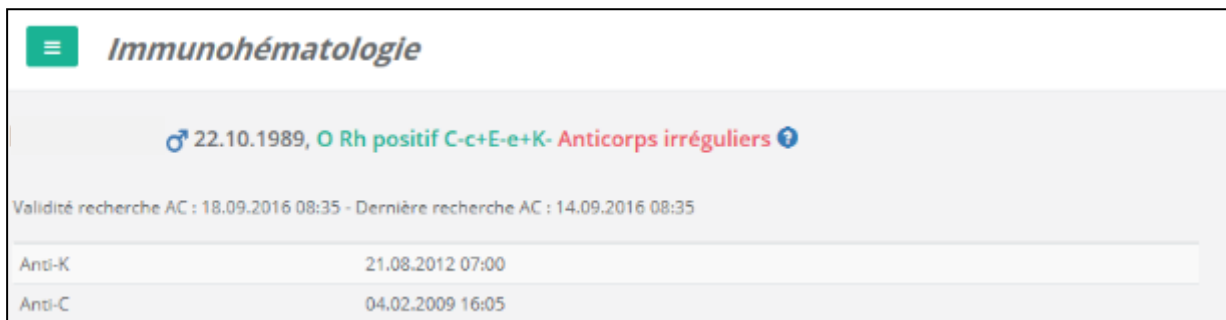 Immunohématologie
22.10.1989, O Rh positif C-c+E-e+K- Anticorps irréguliers ?
Validité recherche AC : 18.09.2016 08:35 - Dernière recherche AC : 14.09.2016 08:35
Anti-K 21.08.2012 07:00
Anti-C 04.02.2009 16:05